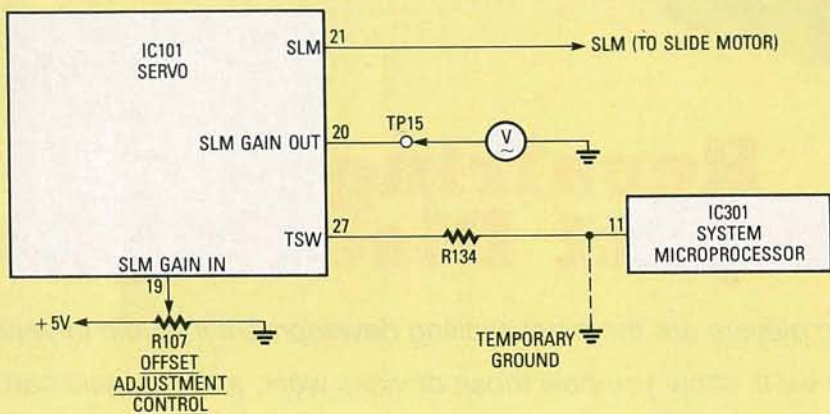 IC101
SERVO
SLM
21
SLM (TO SLIDE MOTOR)
SLM GAIN OUT
20
TP15
V
~
TSW
27
R134
11
IC301
SYSTEM
MICROPROCESSOR
SLM GAIN IN
19
+5V
R107
OFFSET
ADJUSTMENT
CONTROL
TEMPORARY
GROUND